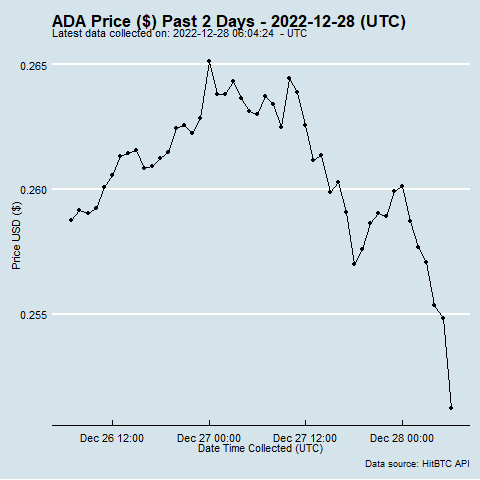 ADA Price ($) Past 2 Days - 2022-12-28 (UTC)
Latest data collected on: 2022-12-28 06:04:24 - UTC
0.265
0.260
0.255
Price USD ($)
Dec 26 12:00 Dec 27 00:00 Dec 27 12:00 Dec 28 00:00
Date Time Collected (UTC)
Data source: HitBTC API